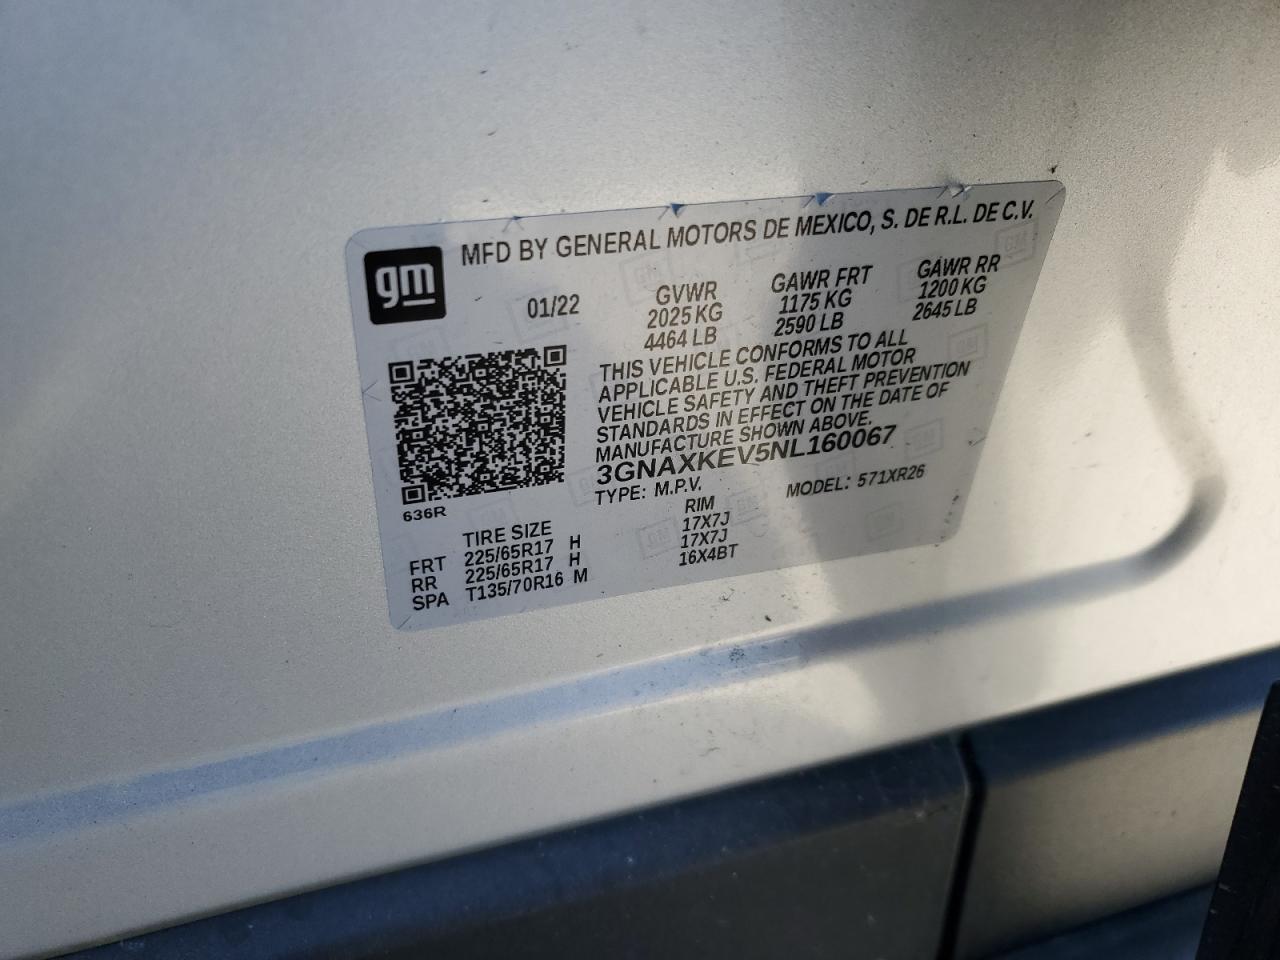 gm
MFD BY GENERAL MOTORS DE MEXICO, S. DE R.L. DE C.V.
01/22
GVWR
2025 KG
4464 LB
GAWR FRT
1175 KG
2590 LB
GAWR RR
1200 KG
2645 LB
THIS VEHICLE CONFORMS TO ALL
APPLICABLE U.S. FEDERAL MOTOR
VEHICLE SAFETY AND THEFT PREVENTION
STANDARDS IN EFFECT ON THE DATE OF
MANUFACTURE SHOWN ABOVE.
3GNAXKEV5NL160067
TYPE: M.P.V. MODEL: 571XR26
636R
TIRE SIZE RIM
FRT 225/65R17 H 17X7J
RR 225/65R17 H 17X7J
SPA T135/70R16 M 16X4BT